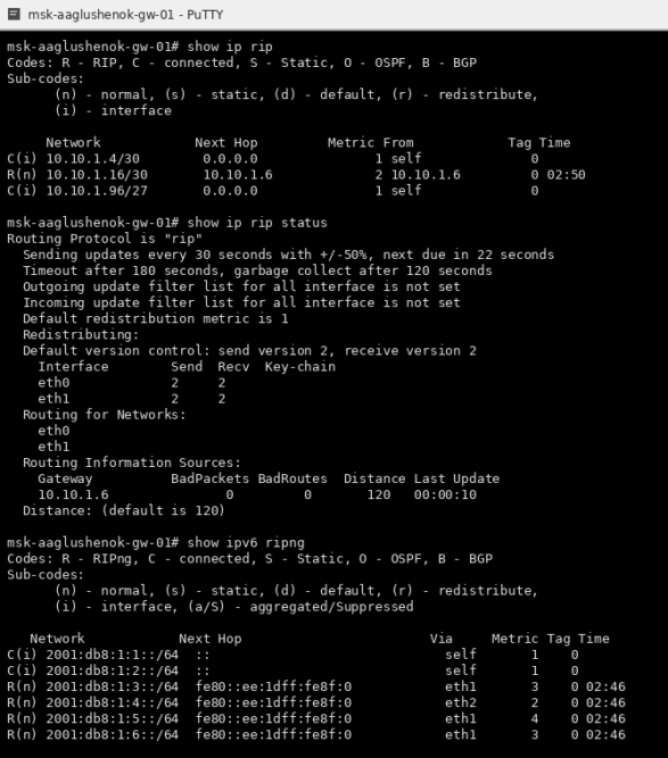 msk-aaglushenok-gw-01 - PuTTY
msk-aaglushenok-gw-01# show ip rip
Codes: R - RIP, C - connected, S - Static, O - OSPF, B - BGP
Sub-codes:
      (n) - normal, (s) - static, (d) - default, (r) - redistribute,
      (i) - interface

     Network            Next Hop         Metric From            Tag Time
C(i) 10.10.1.4/30        0.0.0.0               1 self             0
R(n) 10.10.1.16/30       10.10.1.6             2 10.10.1.6        0 02:50
C(i) 10.10.1.96/27       0.0.0.0               1 self             0

msk-aaglushenok-gw-01# show ip rip status
Routing Protocol is "rip"
  Sending updates every 30 seconds with +/-50%, next due in 22 seconds
  Timeout after 180 seconds, garbage collect after 120 seconds
  Outgoing update filter list for all interface is not set
  Incoming update filter list for all interface is not set
  Default redistribution metric is 1
  Redistributing:
  Default version control: send version 2, receive version 2
    Interface        Send  Recv  Key-chain
    eth0             2     2
    eth1             2     2
  Routing for Networks:
    eth0
    eth1
  Routing Information Sources:
    Gateway          BadPackets BadRoutes  Distance Last Update
    10.10.1.6               0         0       120   00:00:10
  Distance: (default is 120)

msk-aaglushenok-gw-01# show ipv6 ripng
Codes: R - RIPng, C - connected, S - Static, O - OSPF, B - BGP
Sub-codes:
      (n) - normal, (s) - static, (d) - default, (r) - redistribute,
      (i) - interface, (a/S) - aggregated/Suppressed

   Network            Next Hop                        Via     Metric Tag Time
C(i) 2001:db8:1:1::/64  ::                              self       1    0
C(i) 2001:db8:1:2::/64  ::                              self       1    0
R(n) 2001:db8:1:3::/64  fe80::ee:1dff:fe8f:0            eth1       3    0 02:46
R(n) 2001:db8:1:4::/64  fe80::ee:1dff:fe8f:0            eth2       2    0 02:46
R(n) 2001:db8:1:5::/64  fe80::ee:1dff:fe8f:0            eth1       4    0 02:46
R(n) 2001:db8:1:6::/64  fe80::ee:1dff:fe8f:0            eth1       3    0 02:46